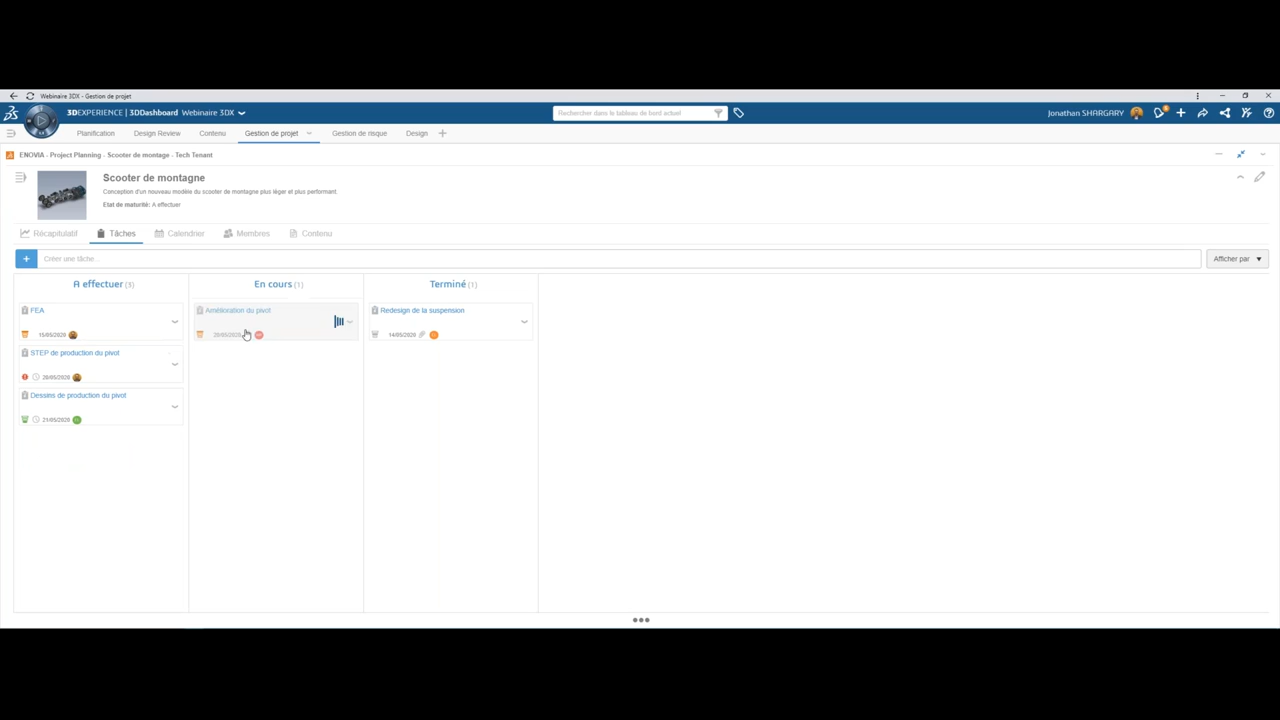 Webinaire 3DX - Gestion de projet
3DEXPERIENCE | 3DDashboard Webinaire 3DX
Rechercher dans le tableau de bord actuel
Jonathan SHARGARY
Planification Design Review Contenu Gestion de projet Gestion de risque Design
ENOVIA - Project Planning - Scooter de montage - Tech Tenant
Scooter de montagne
Conception d'un nouveau modèle du scooter de montagne plus léger et plus performant.
Etat de maturité: A effectuer
Récapitulatif Tâches Calendrier Membres Contenu
Créer une tâche...
Afficher par
A effectuer (3)
FEA
15/05/2020
STEP de production du pivot
20/05/2020
Dessins de production du pivot
21/05/2020
En cours (1)
Amélioration du pivot
20/05/2020
Terminé (1)
Redesign de la suspension
14/05/2020